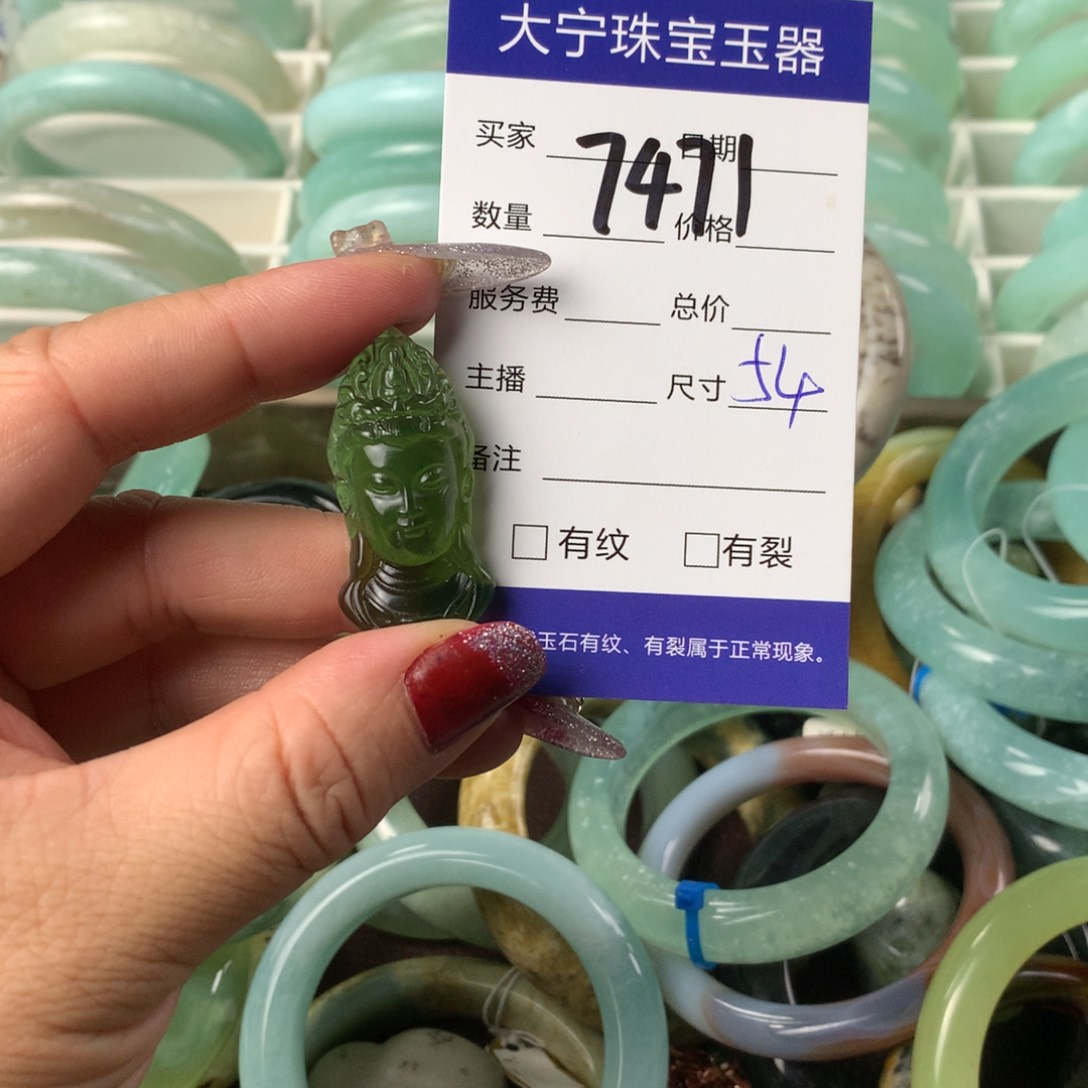 大宁珠宝玉器
买家 日期
7471
数量 价格
服务费 总价
主播 尺寸 54
备注
□有纹 □有裂
玉石有纹、有裂属于正常现象。